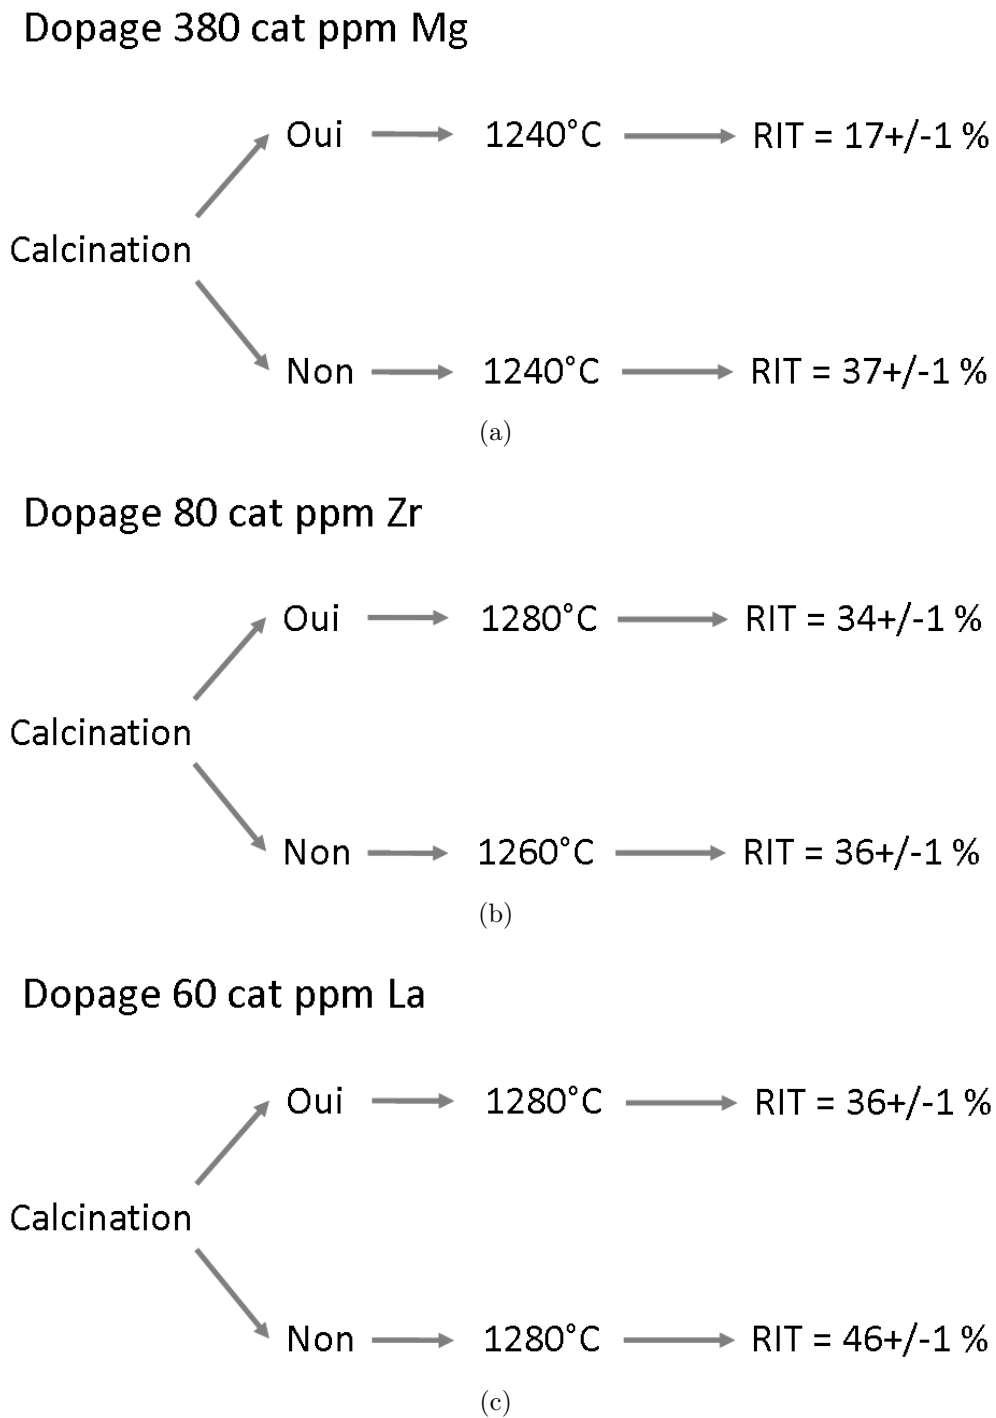 Dopage 380 cat ppm Mg
Oui 1240°C RIT = 17+/-1 %
Calcination
Non 1240°C RIT = 37+/-1 %
(a)
Dopage 80 cat ppm Zr
Oui 1280°C RIT = 34+/-1 %
Calcination
Non 1260°C RIT = 36+/-1 %
(b)
Dopage 60 cat ppm La
Oui 1280°C RIT = 36+/-1 %
Calcination
Non 1280°C RIT = 46+/-1 %
(c)